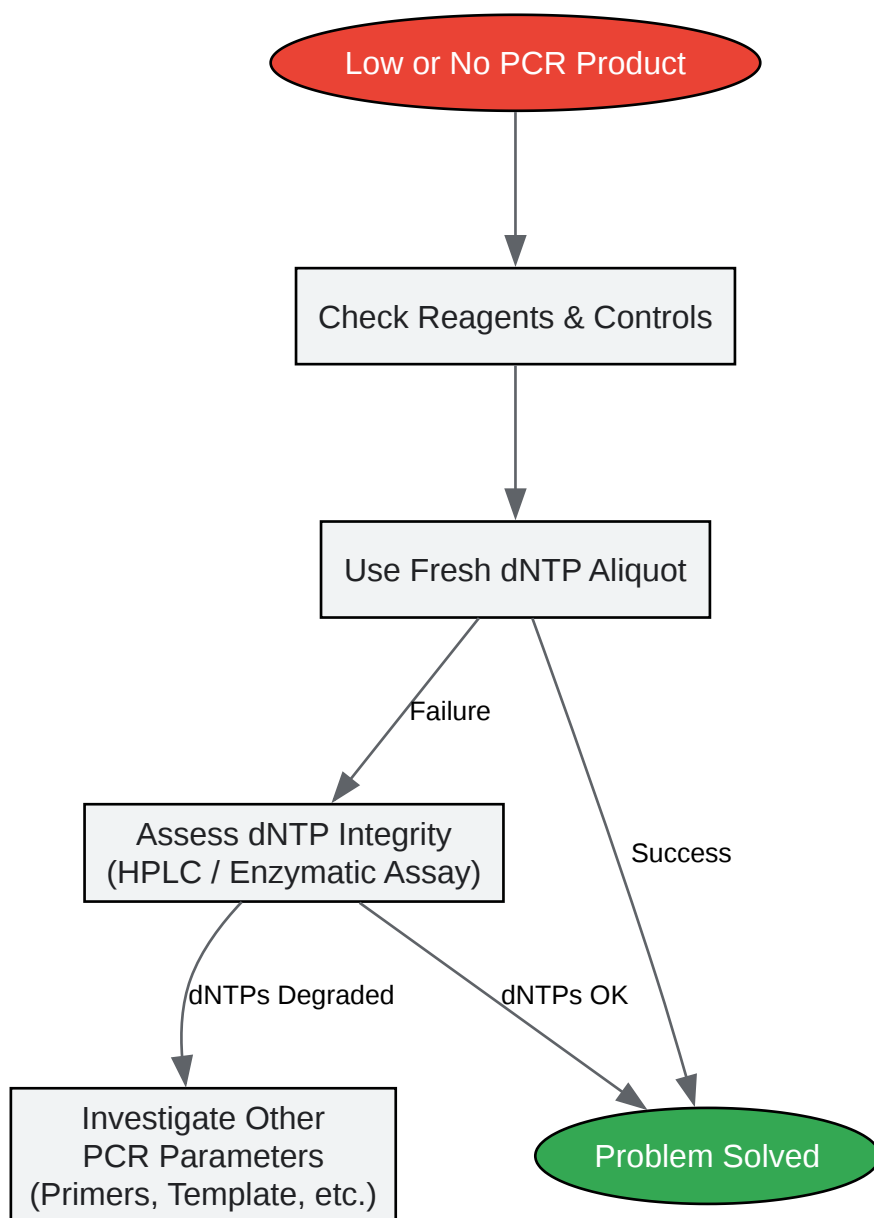 Low or No PCR Product
Check Reagents & Controls
Use Fresh dNTP Aliquot
Failure
Assess dNTP Integrity
(HPLC / Enzymatic Assay)
Success
dNTPs Degraded
dNTPs OK
Investigate Other
PCR Parameters
(Primers, Template, etc.)
Problem Solved